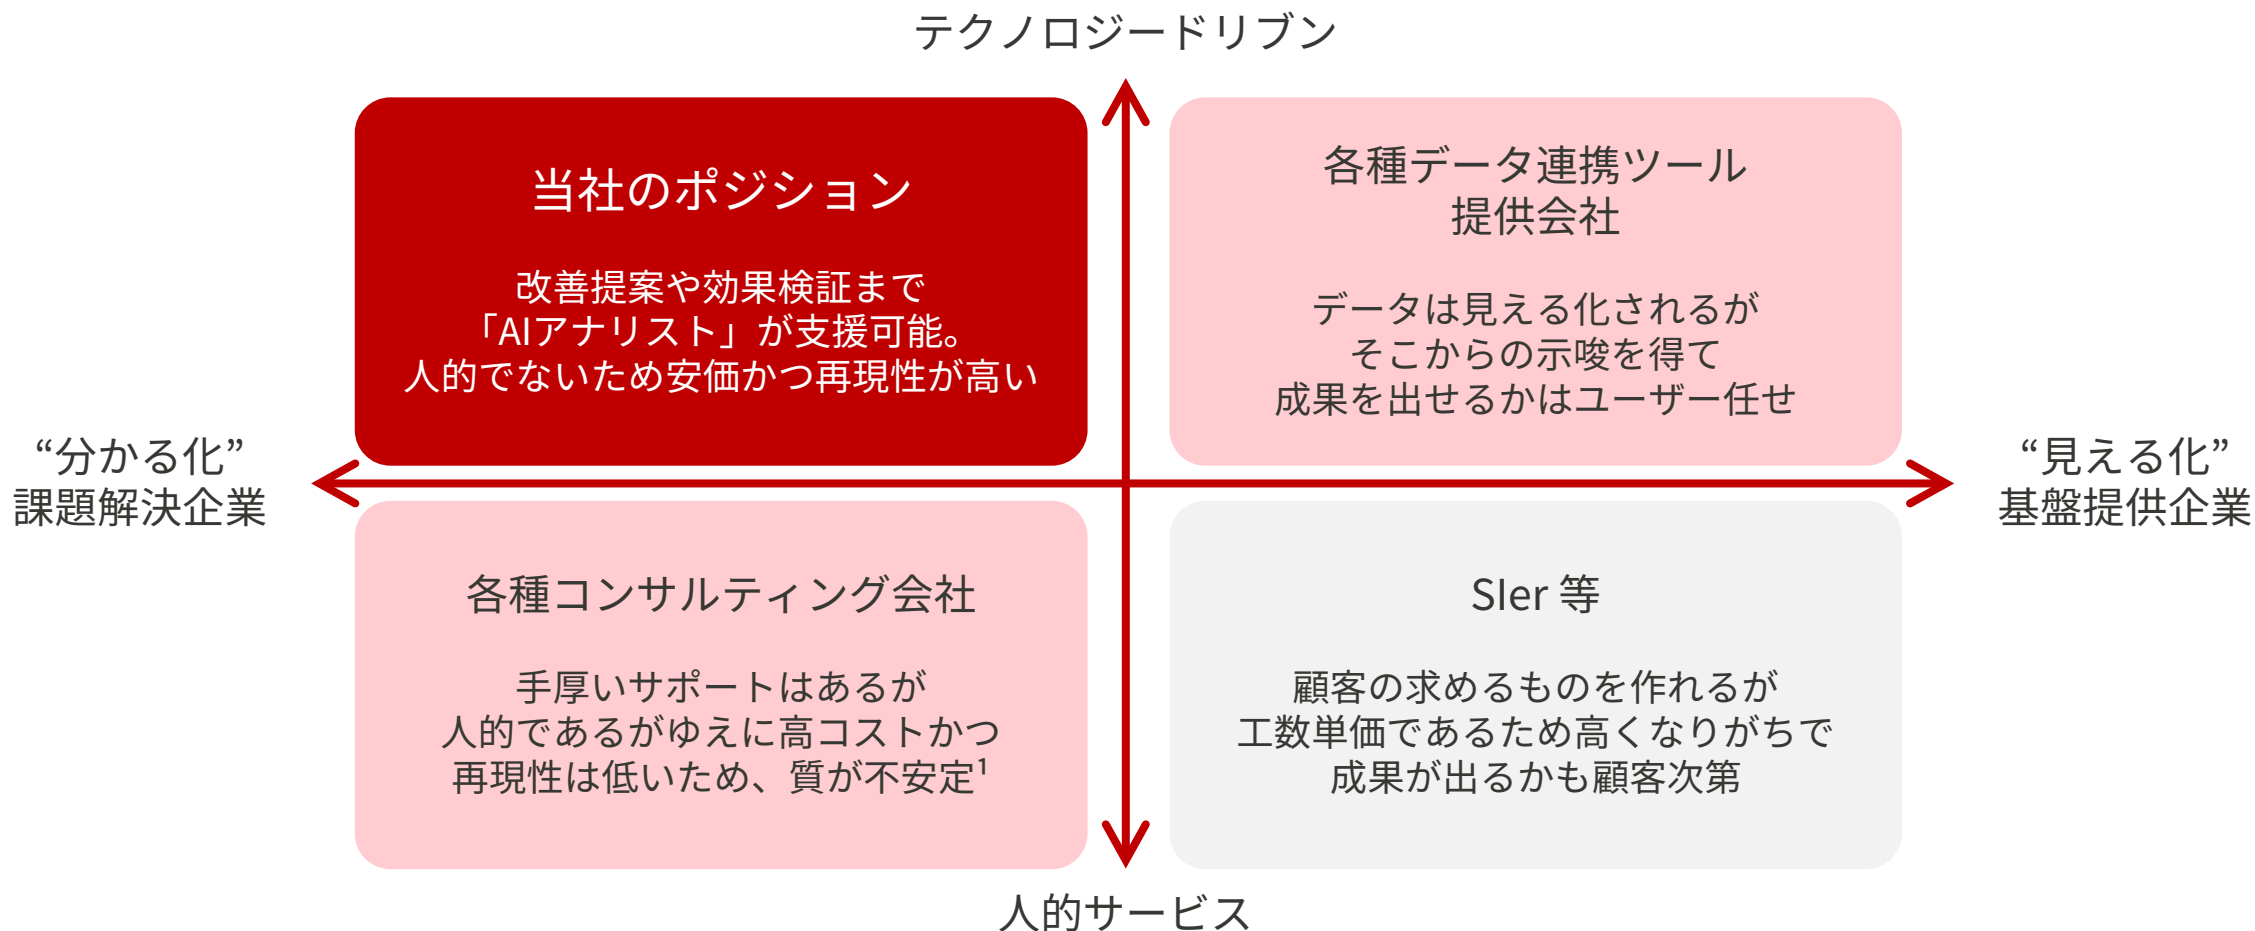 テクノロジードリブン
当社のポジション
改善提案や効果検証まで
「AIアナリスト」が支援可能。
人的でないため安価かつ再現性が高い
各種データ連携ツール
提供会社
データは見える化されるが
そこからの示唆を得て
成果を出せるかはユーザー任せ
“分かる化”
課題解決企業
“見える化”
基盤提供企業
各種コンサルティング会社
手厚いサポートはあるが
人的であるがゆえに高コストかつ
再現性は低いため、質が不安定¹
SIer 等
顧客の求めるものを作れるが
工数単価であるため高くなりがちで
成果が出るかも顧客次第
人的サービス